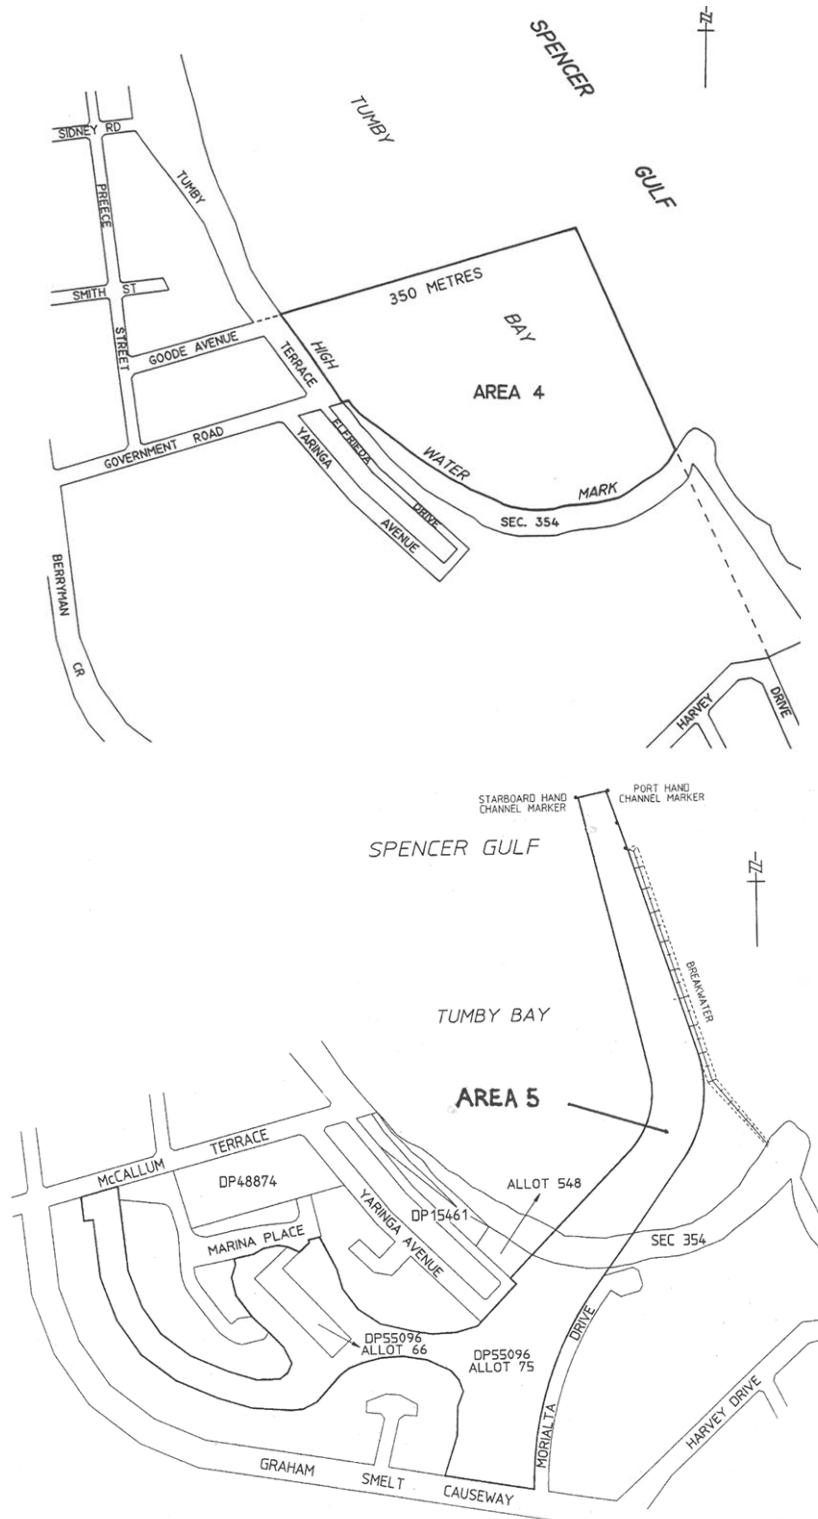 SPENCER
GULF
N
TUMBY
BAY
SIDNEY RD
TUMBY
TERRACE
PREECE
STREET
SMITH ST
350 METRES
GOODE AVENUE
HIGH
WATER
MARK
AREA 4
GOVERNMENT ROAD
YARINGA
AVENUE
ELFRIEDA
DRIVE
SEC. 354
BERRYMAN
CR
HARVEY
DRIVE
STARBOARD HAND
CHANNEL MARKER
PORT HAND
CHANNEL MARKER
SPENCER GULF
N
BREAKWATER
TUMBY BAY
AREA 5
McCALLUM TERRACE
DP48874
ALLOT 548
YARINGA AVENUE
DP15461
MARINA PLACE
SEC 354
DP55096
ALLOT 66
DP55096
ALLOT 75
MORIALTA DRIVE
HARVEY DRIVE
GRAHAM SMELT CAUSEWAY